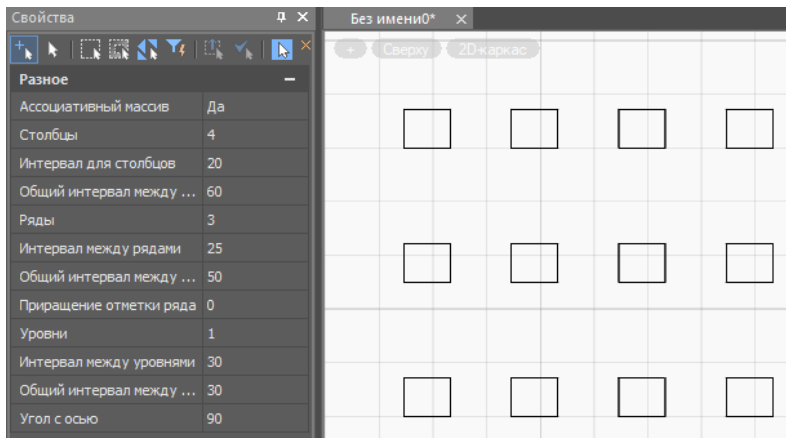 Свойства
Без имени0*
+ Сверху 2D-каркас
Разное
Ассоциативный массив Да
Столбцы 4
Интервал для столбцов 20
Общий интервал между ... 60
Ряды 3
Интервал между рядами 25
Общий интервал между ... 50
Приращение отметки ряда 0
Уровни 1
Интервал между уровнями 30
Общий интервал между ... 30
Угол с осью 90